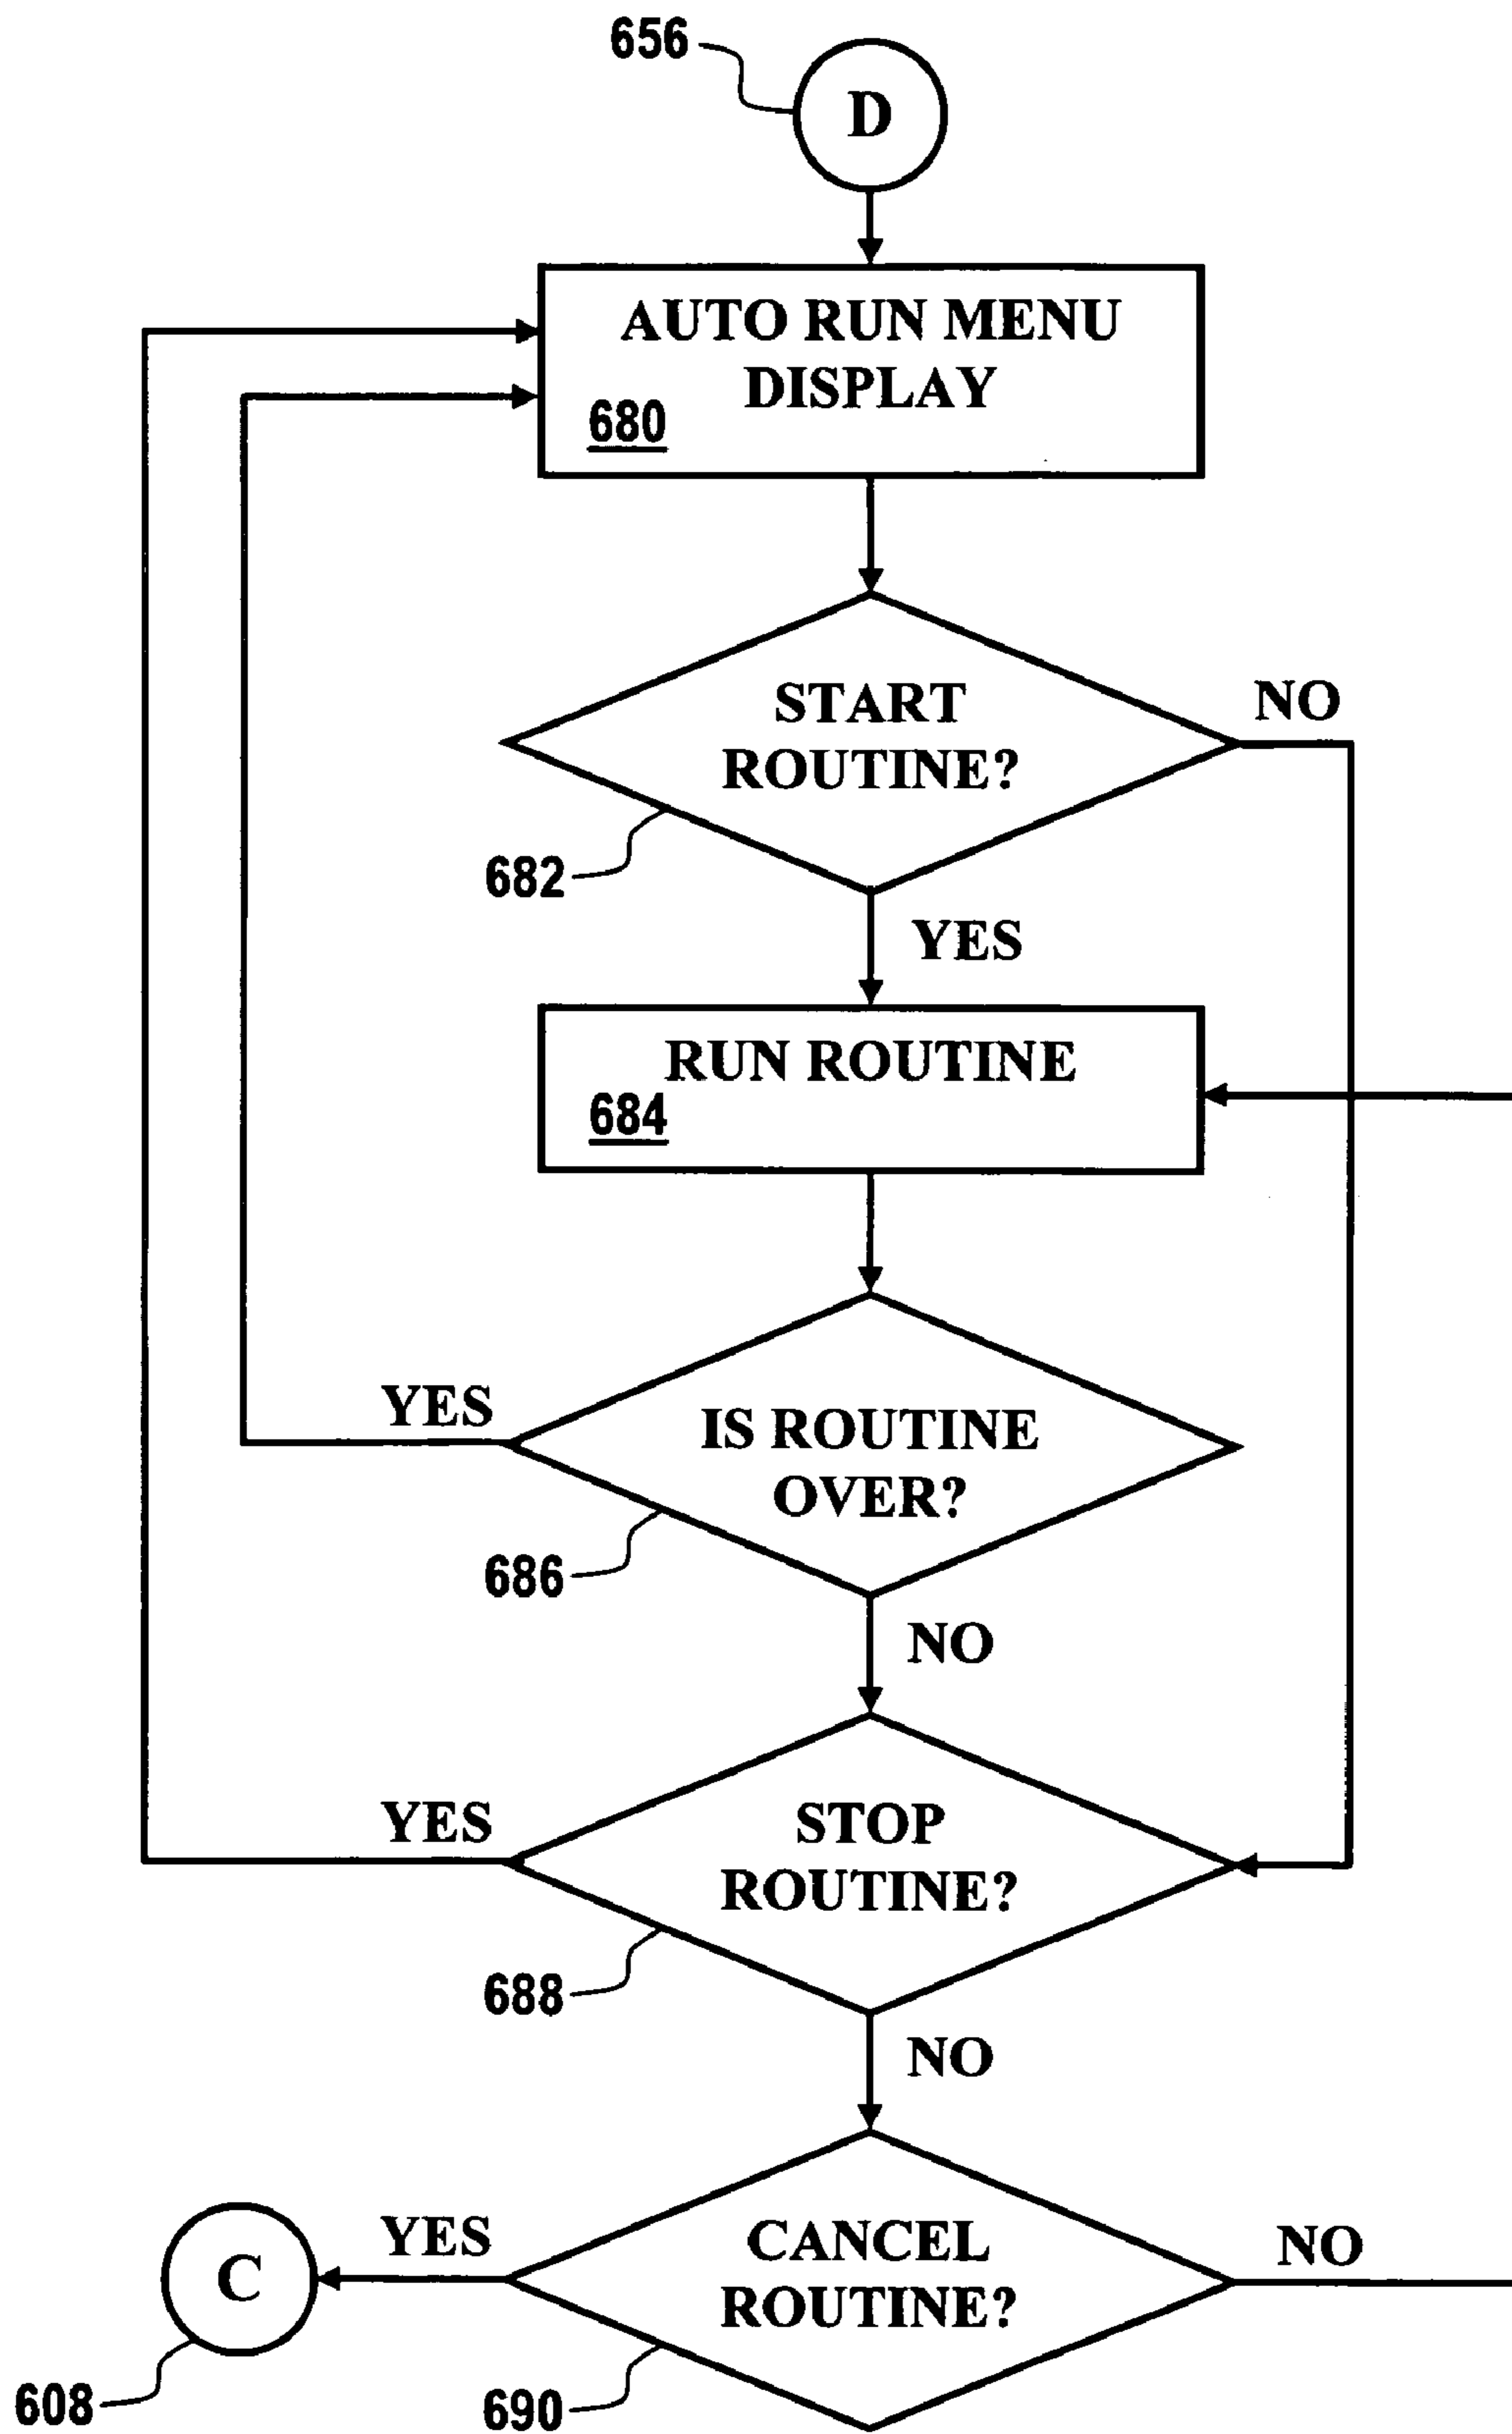 656
D
AUTO RUN MENU
DISPLAY
680
START
ROUTINE?
NO
682
YES
RUN ROUTINE
684
YES
IS ROUTINE
OVER?
686
NO
YES
STOP
ROUTINE?
688
NO
C
YES
CANCEL
ROUTINE?
NO
608
690